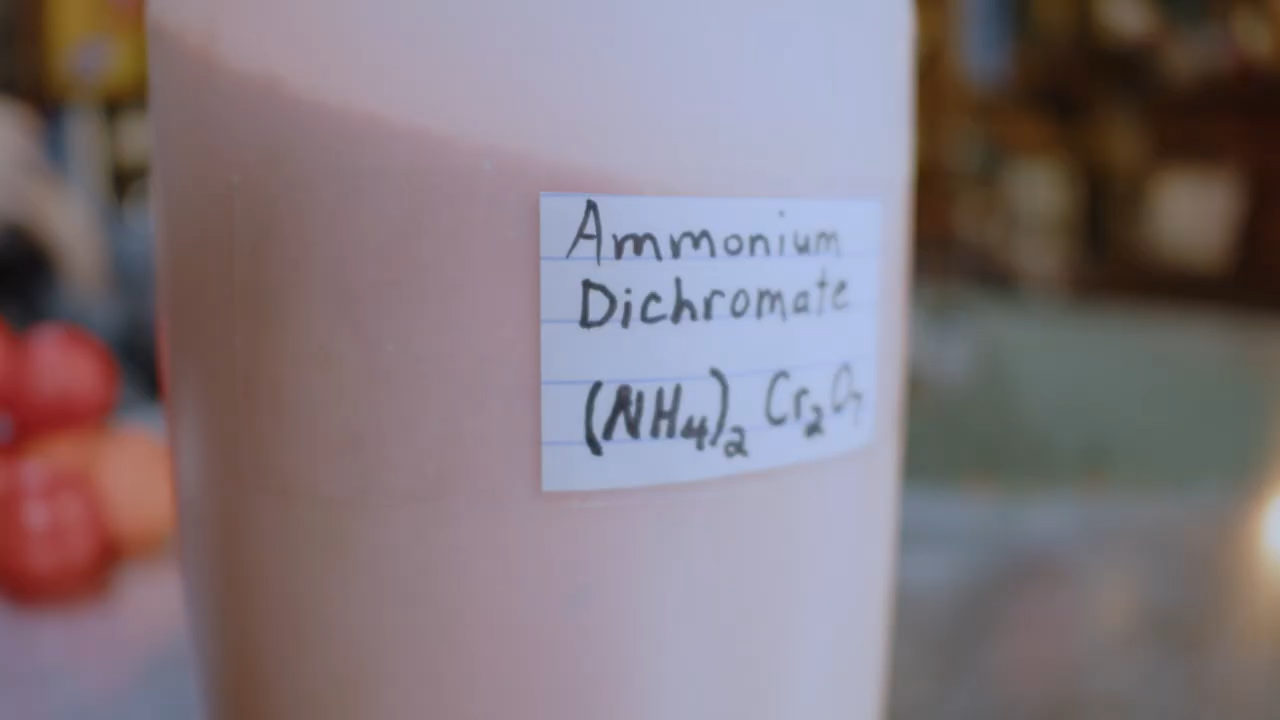 Ammonium
Dichromate
(NH₄)₂ Cr₂O₇